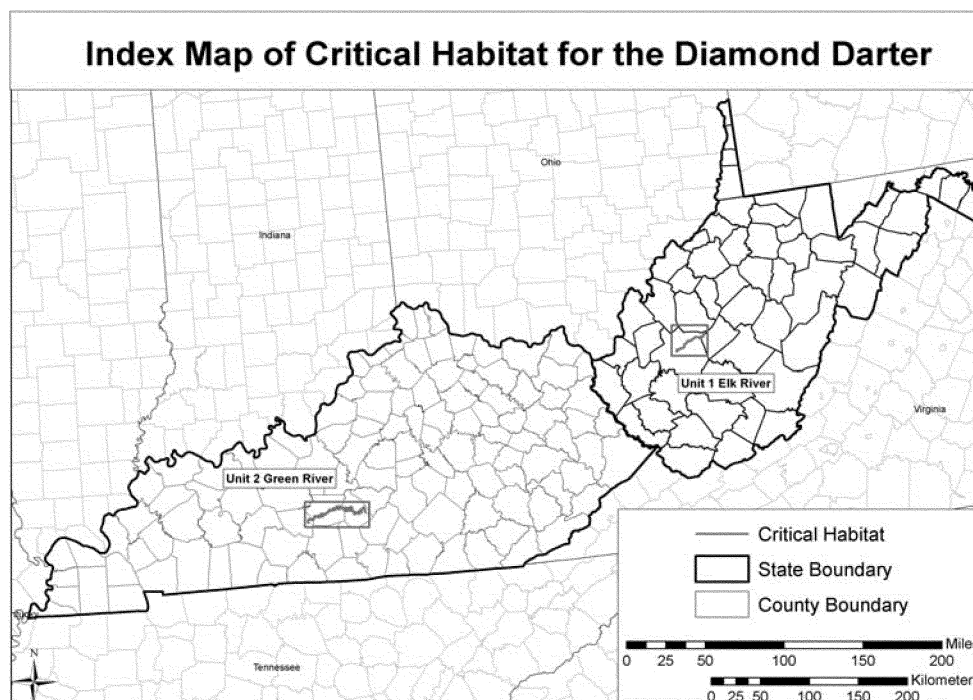 Index Map of Critical Habitat for the Diamond Darter
Ohio
Indiana
Unit 1 Elk River
Virginia
Unit 2 Green River
Critical Habitat
State Boundary
County Boundary
Miles
0 25 50 100 150 200
Tennessee
N
Kilometers
0 25 50 100 150 200